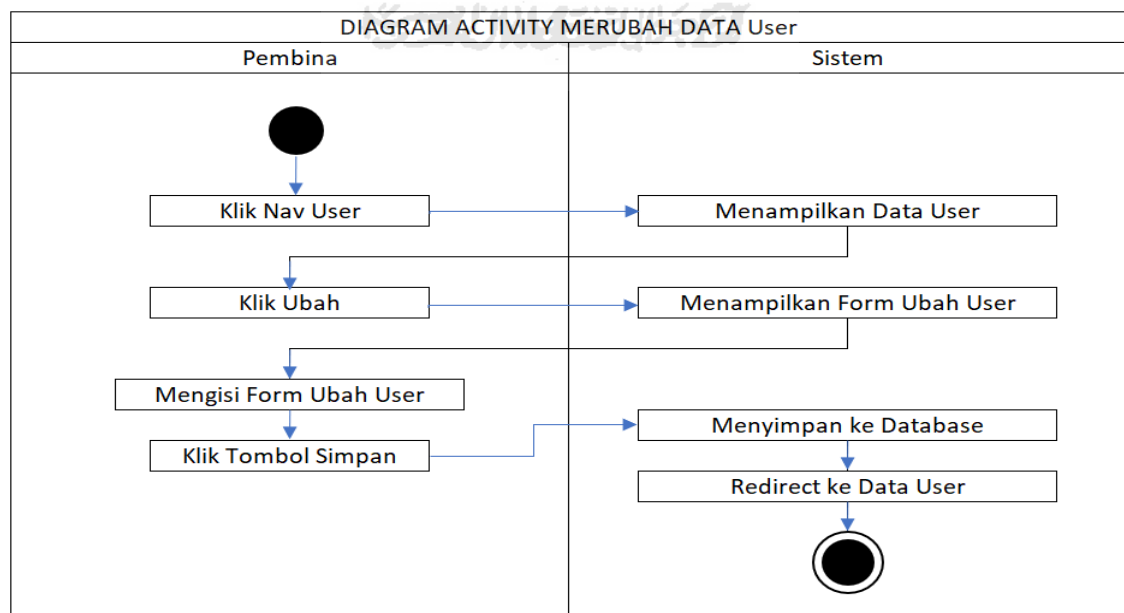 DIAGRAM ACTIVITY MERUBAH DATA User
Pembina
Sistem
Klik Nav User
Menampilkan Data User
Klik Ubah
Menampilkan Form Ubah User
Mengisi Form Ubah User
Menyimpan ke Database
Klik Tombol Simpan
Redirect ke Data User